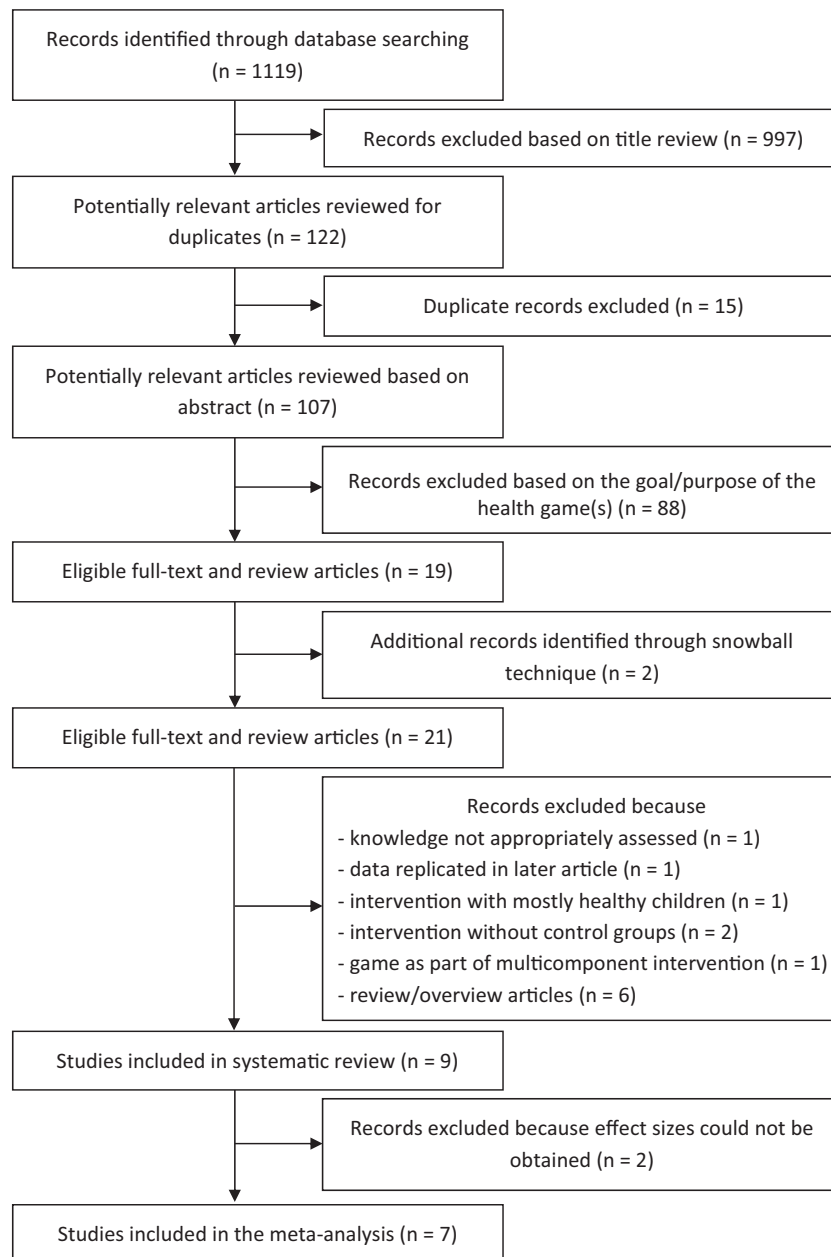 Records identified through database searching
(n = 1119)
Records excluded based on title review (n = 997)
Potentially relevant articles reviewed for
duplicates (n = 122)
Duplicate records excluded (n = 15)
Potentially relevant articles reviewed based on
abstract (n = 107)
Records excluded based on the goal/purpose of the
health game(s) (n = 88)
Eligible full-text and review articles (n = 19)
Additional records identified through snowball
technique (n = 2)
Eligible full-text and review articles (n = 21)
Records excluded because
- knowledge not appropriately assessed (n = 1)
- data replicated in later article (n = 1)
- intervention with mostly healthy children (n = 1)
- intervention without control groups (n = 2)
- game as part of multicomponent intervention (n = 1)
- review/overview articles (n = 6)
Studies included in systematic review (n = 9)
Records excluded because effect sizes could not be
obtained (n = 2)
Studies included in the meta-analysis (n = 7)